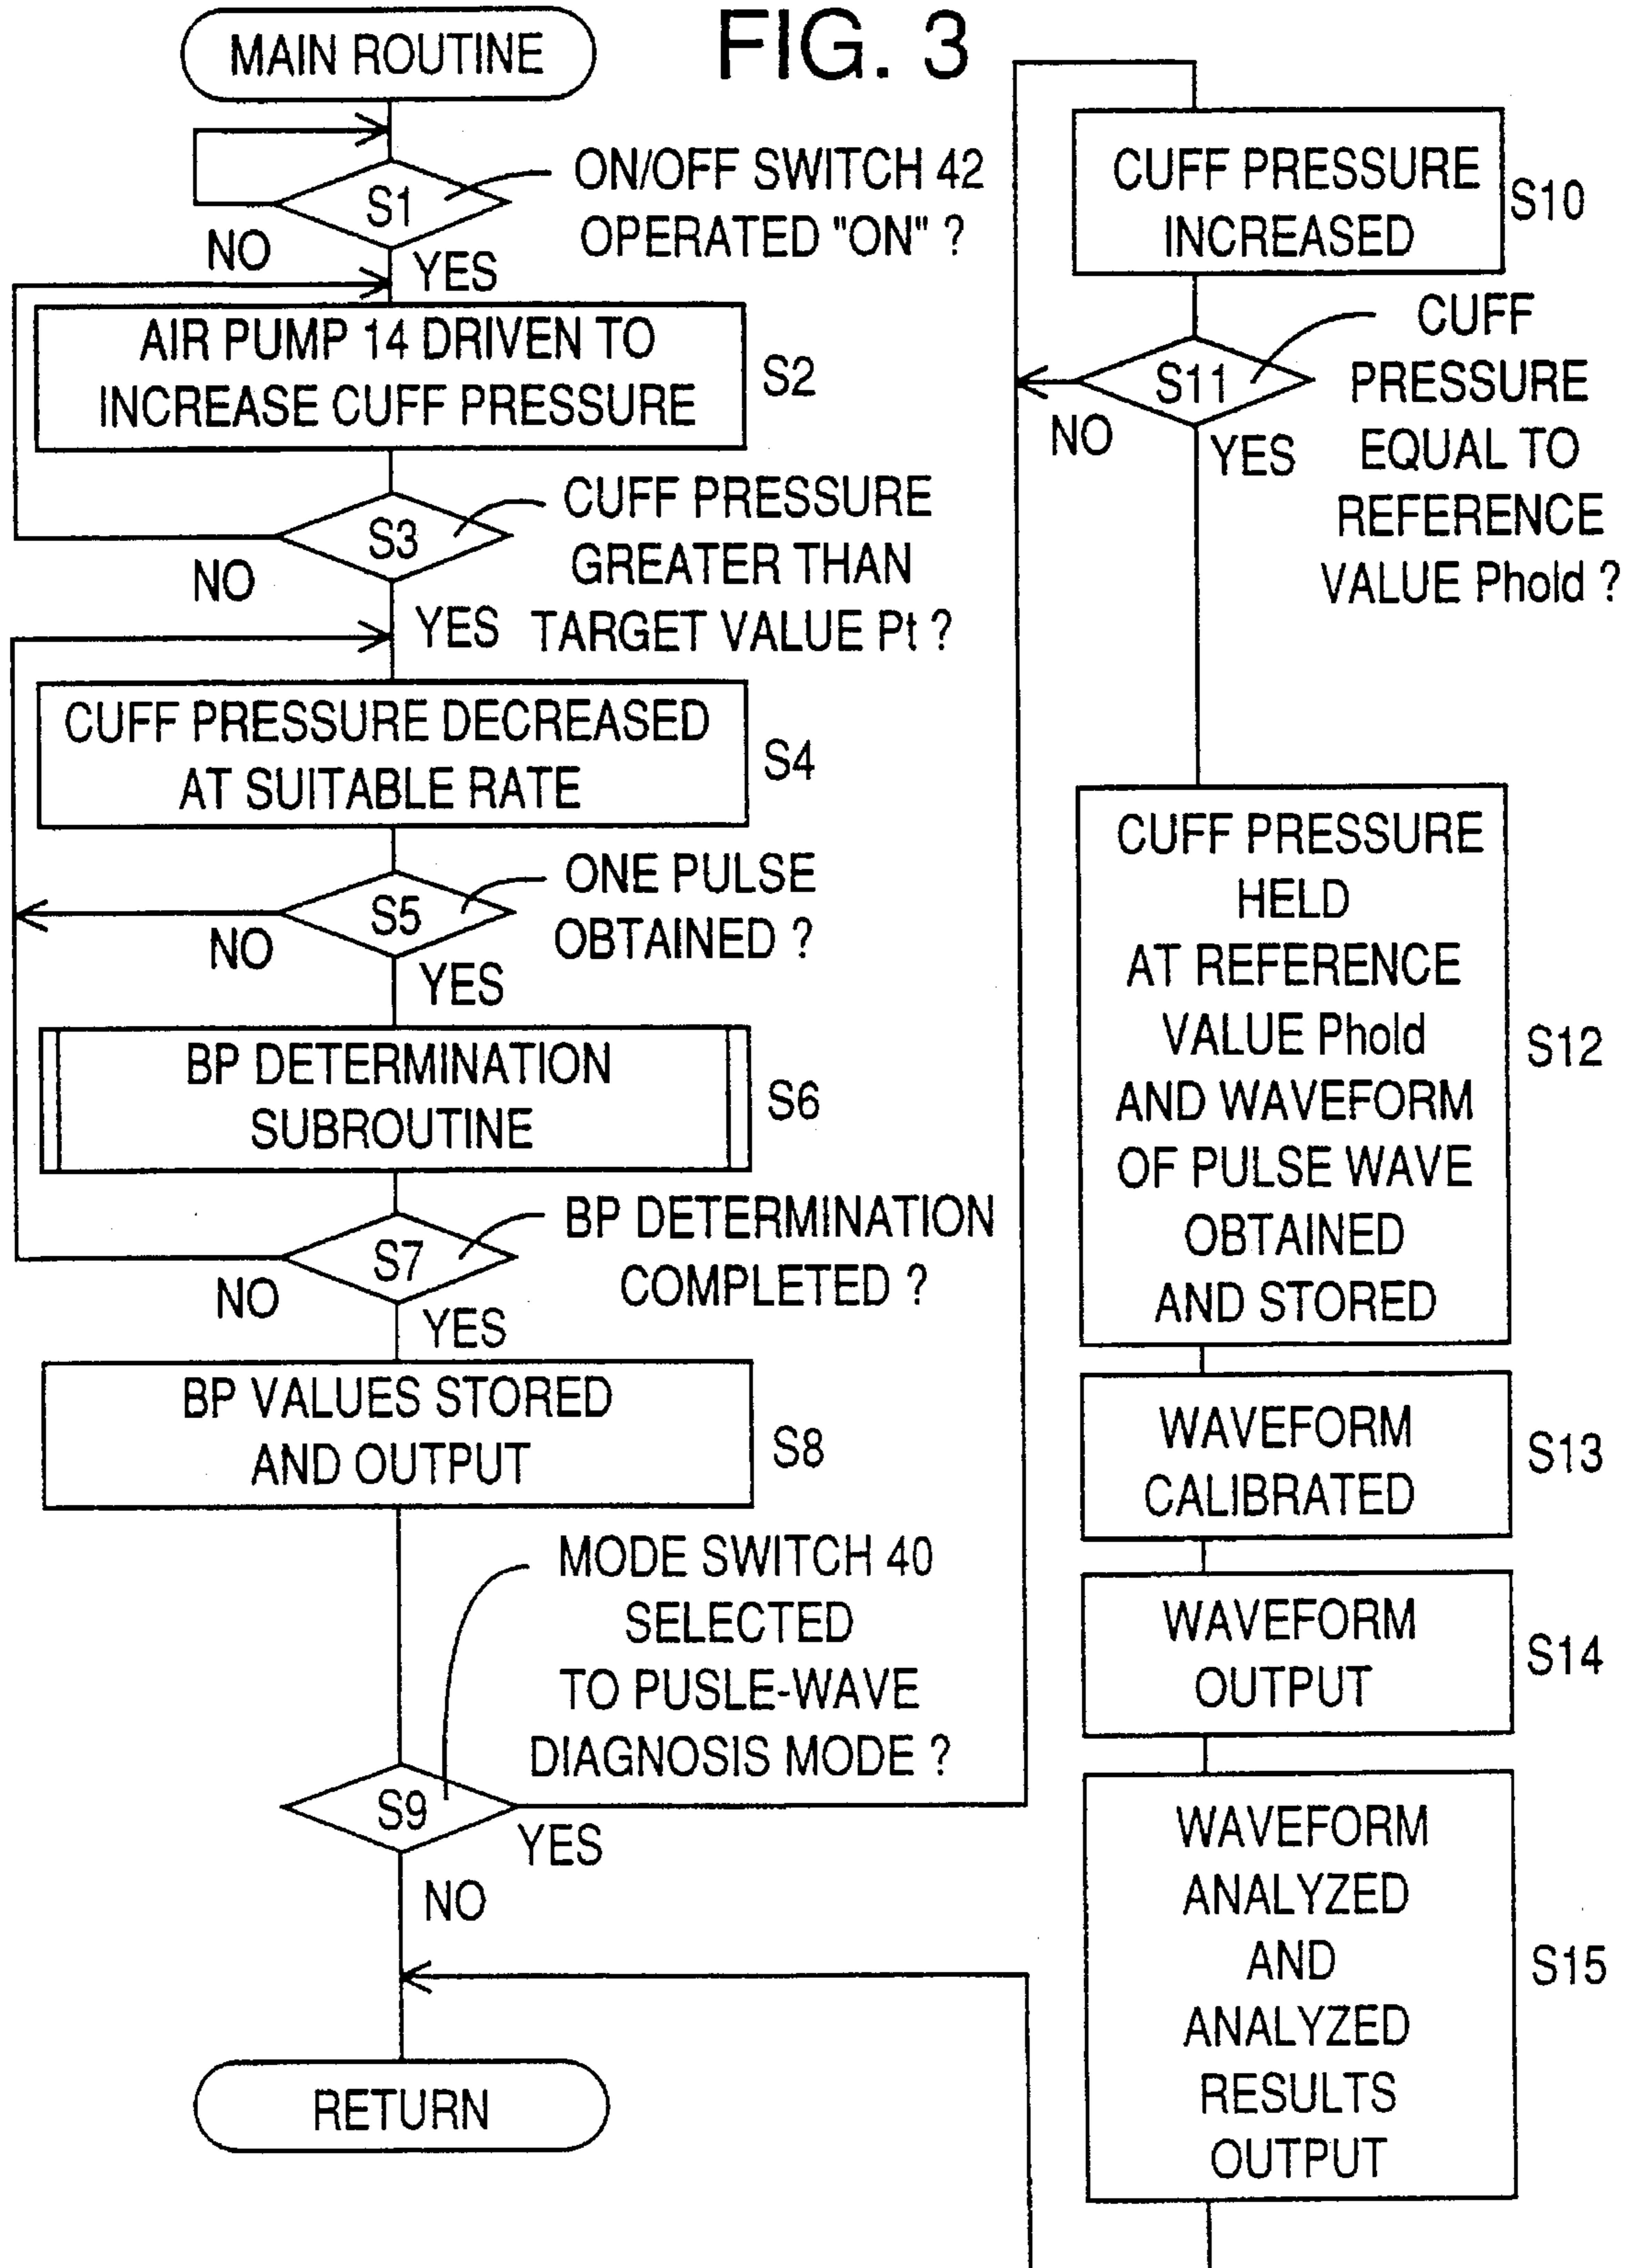 FIG. 3
MAIN ROUTINE
S1
ON/OFF SWITCH 42
OPERATED "ON" ?
NO
YES
AIR PUMP 14 DRIVEN TO
INCREASE CUFF PRESSURE
S2
S3
CUFF PRESSURE
GREATER THAN
TARGET VALUE Pt ?
NO
YES
CUFF PRESSURE DECREASED
AT SUITABLE RATE
S4
S5
ONE PULSE
OBTAINED ?
NO
YES
BP DETERMINATION
SUBROUTINE
S6
S7
BP DETERMINATION
COMPLETED ?
NO
YES
BP VALUES STORED
AND OUTPUT
S8
MODE SWITCH 40
SELECTED
TO PUSLE-WAVE
DIAGNOSIS MODE ?
S9
YES
NO
RETURN
CUFF PRESSURE
INCREASED
S10
S11
CUFF
PRESSURE
EQUAL TO
REFERENCE
VALUE Phold ?
NO
YES
CUFF PRESSURE
HELD
AT REFERENCE
VALUE Phold
AND WAVEFORM
OF PULSE WAVE
OBTAINED
AND STORED
S12
WAVEFORM
CALIBRATED
S13
WAVEFORM
OUTPUT
S14
WAVEFORM
ANALYZED
AND
ANALYZED
RESULTS
OUTPUT
S15